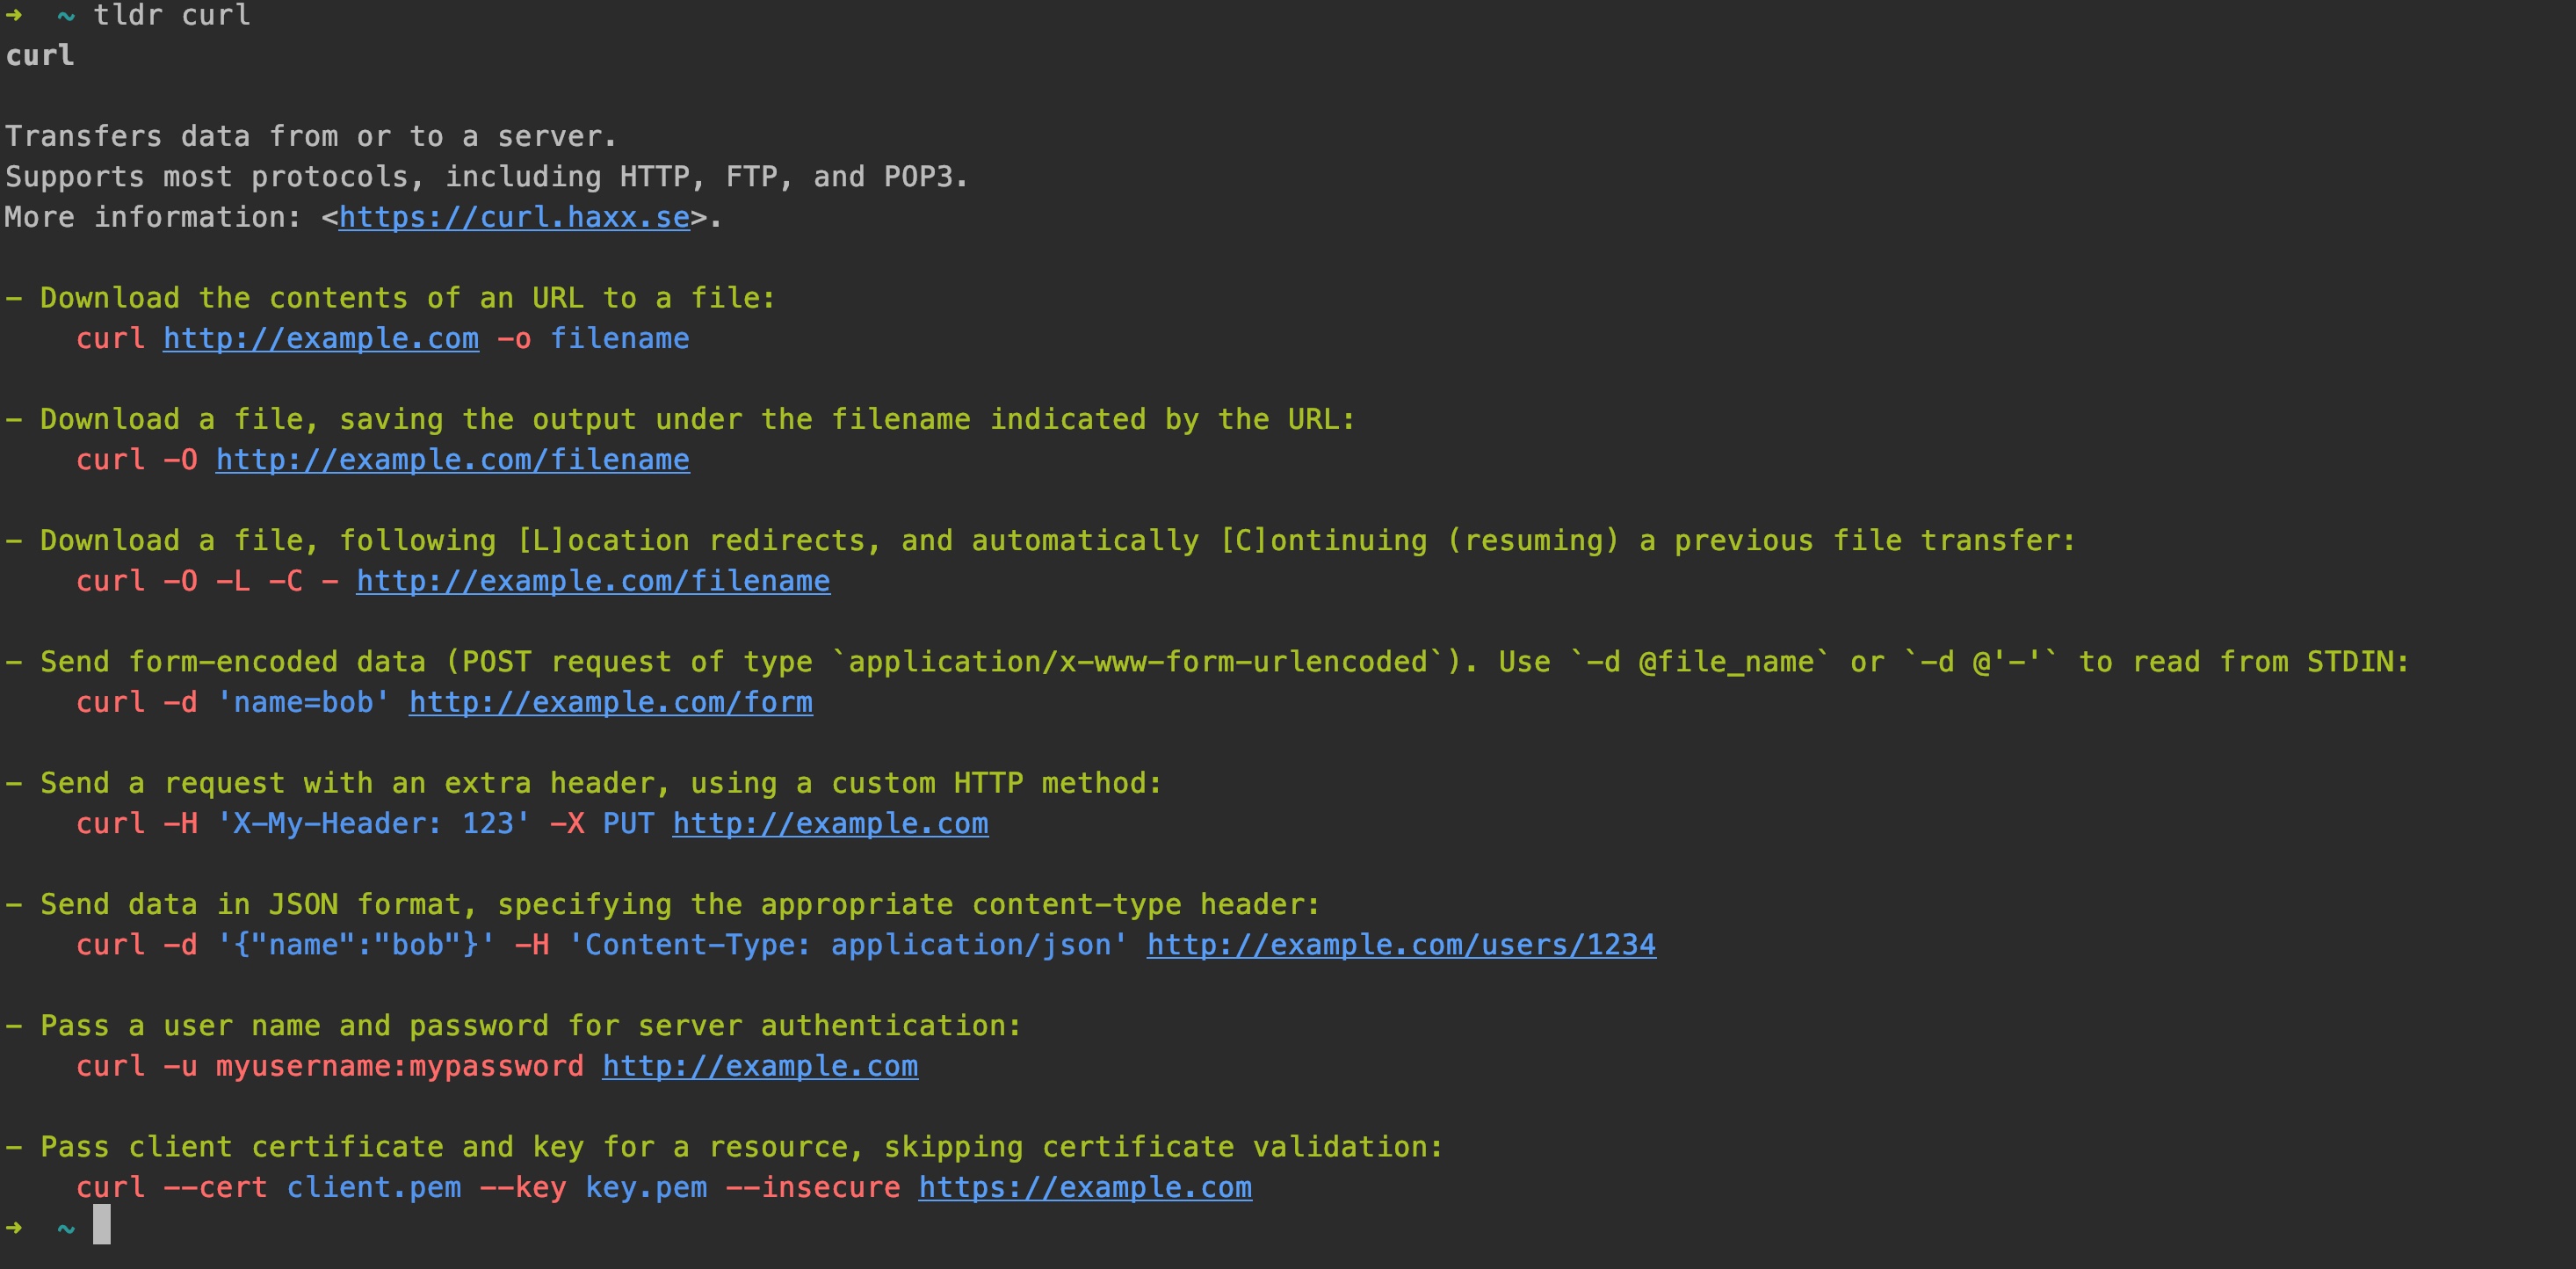 ➜  ~ tldr curl
curl

Transfers data from or to a server.
Supports most protocols, including HTTP, FTP, and POP3.
More information: <https://curl.haxx.se>.

- Download the contents of an URL to a file:
    curl http://example.com -o filename

- Download a file, saving the output under the filename indicated by the URL:
    curl -O http://example.com/filename

- Download a file, following [L]ocation redirects, and automatically [C]ontinuing (resuming) a previous file transfer:
    curl -O -L -C - http://example.com/filename

- Send form-encoded data (POST request of type `application/x-www-form-urlencoded`). Use `-d @file_name` or `-d @'-'` to read from STDIN:
    curl -d 'name=bob' http://example.com/form

- Send a request with an extra header, using a custom HTTP method:
    curl -H 'X-My-Header: 123' -X PUT http://example.com

- Send data in JSON format, specifying the appropriate content-type header:
    curl -d '{"name":"bob"}' -H 'Content-Type: application/json' http://example.com/users/1234

- Pass a user name and password for server authentication:
    curl -u myusername:mypassword http://example.com

- Pass client certificate and key for a resource, skipping certificate validation:
    curl --cert client.pem --key key.pem --insecure https://example.com
➜  ~